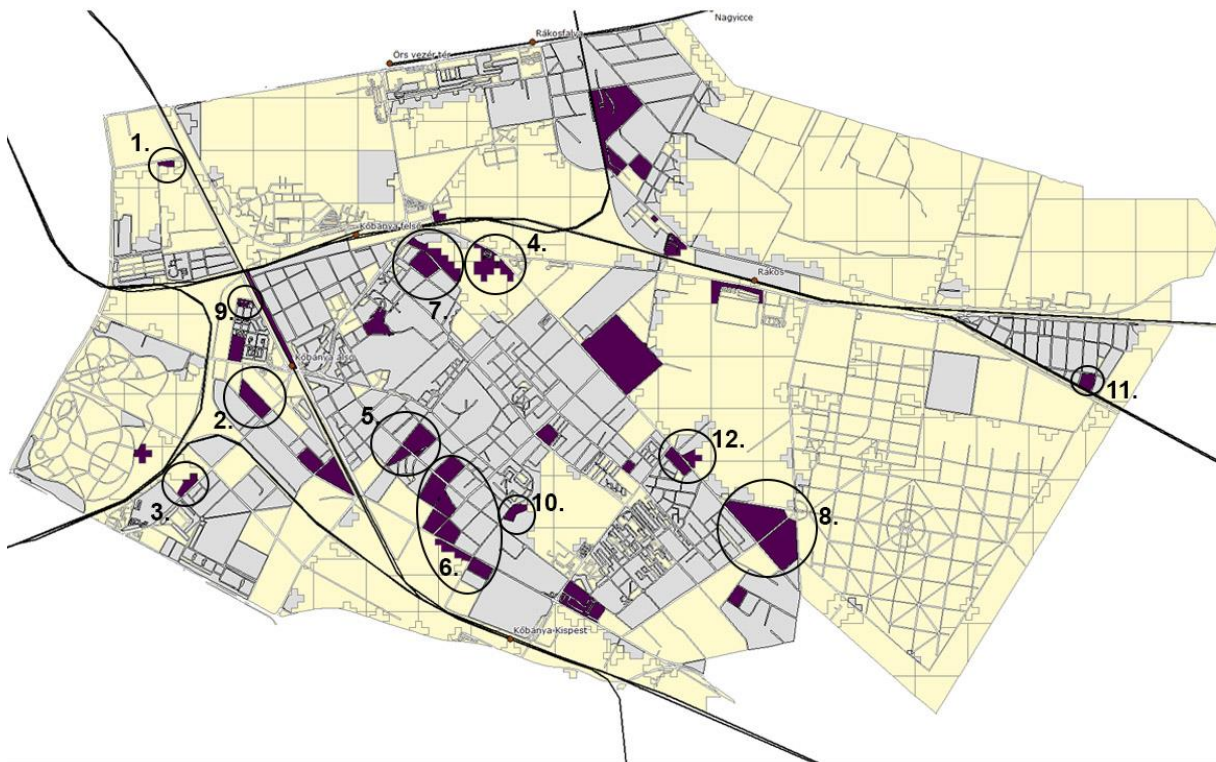 Nagyicce
Rákosfalva
Örs vezér tér
1.
Kőbánya felső
4.
7.
Rákos
9.
Kőbánya alsó
11.
2.
5.
12.
3.
10.
8.
6.
Kőbánya-Kispest